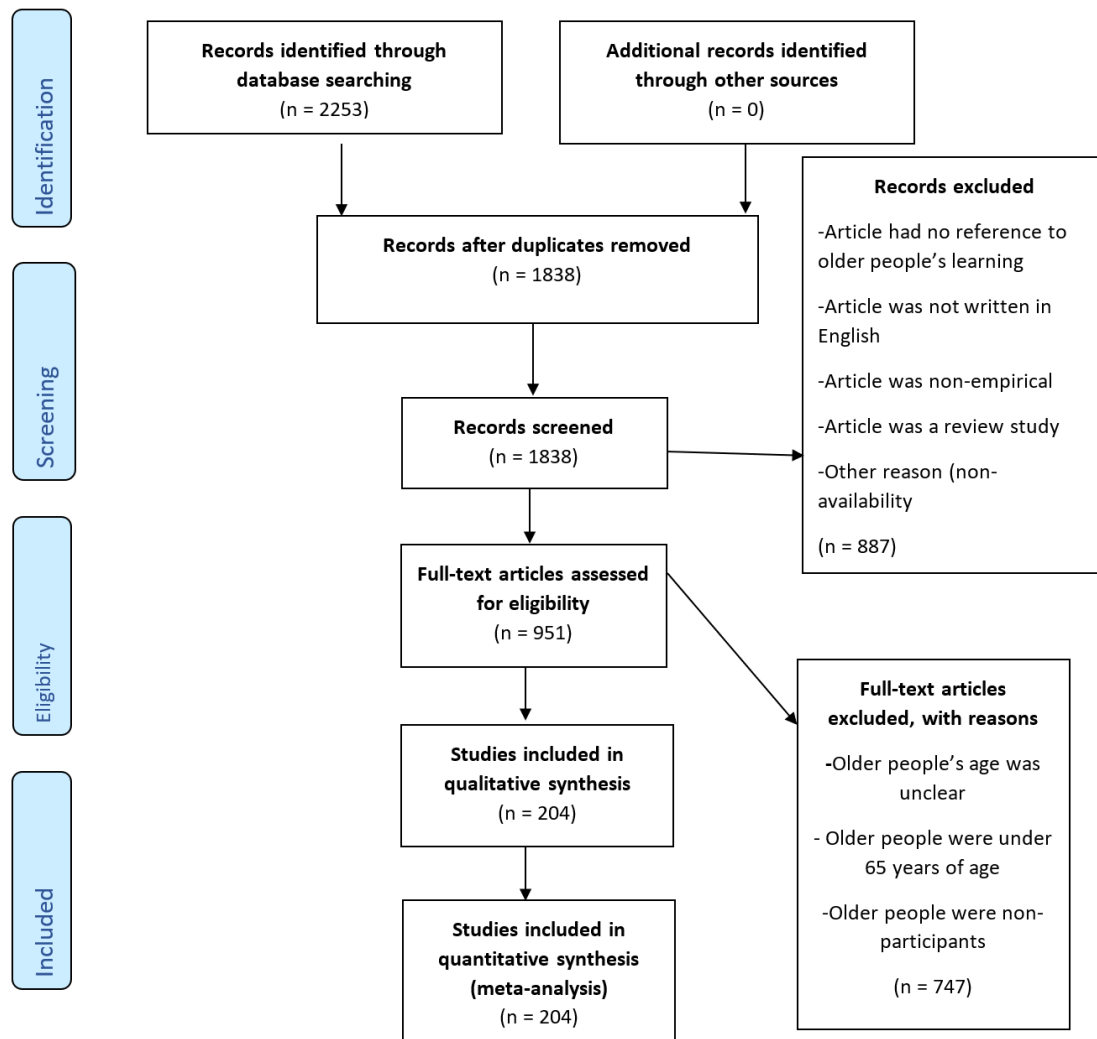 Identification
Records identified through
database searching
(n = 2253)
Additional records identified
through other sources
(n = 0)
Records after duplicates removed
(n = 1838)
Records excluded
-Article had no reference to
older people’s learning
-Article was not written in
English
-Article was non-empirical
-Article was a review study
-Other reason (non-
availability
(n = 887)
Screening
Records screened
(n = 1838)
Eligibility
Full-text articles assessed
for eligibility
(n = 951)
Full-text articles
excluded, with reasons
-Older people’s age was
unclear
- Older people were under
65 years of age
-Older people were non-
participants
(n = 747)
Included
Studies included in
qualitative synthesis
(n = 204)
Studies included in
quantitative synthesis
(meta-analysis)
(n = 204)